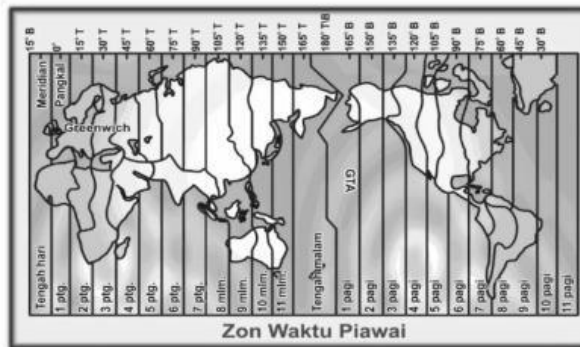 15° B
0°
15° T
30° T
45° T
60° T
75° T
90° T
105° T
120° T
135° T
150° T
165° T
180° T\B
165° B
150° B
135° B
120° B
105° B
90° B
75° B
60° B
45° B
30° B
Meridian
Pangkal
Greenwich
GTA
Tengah hari
1 ptg.
2 ptg.
3 ptg.
4 ptg.
5 ptg.
6 ptg.
7 ptg.
8 mlm.
9 mlm.
10 mlm.
11 mlm.
Tengah malam
1 pagi
2 pagi
3 pagi
4 pagi
5 pagi
6 pagi
7 pagi
8 pagi
9 pagi
10 pagi
11 pagi
Zon Waktu Piawai